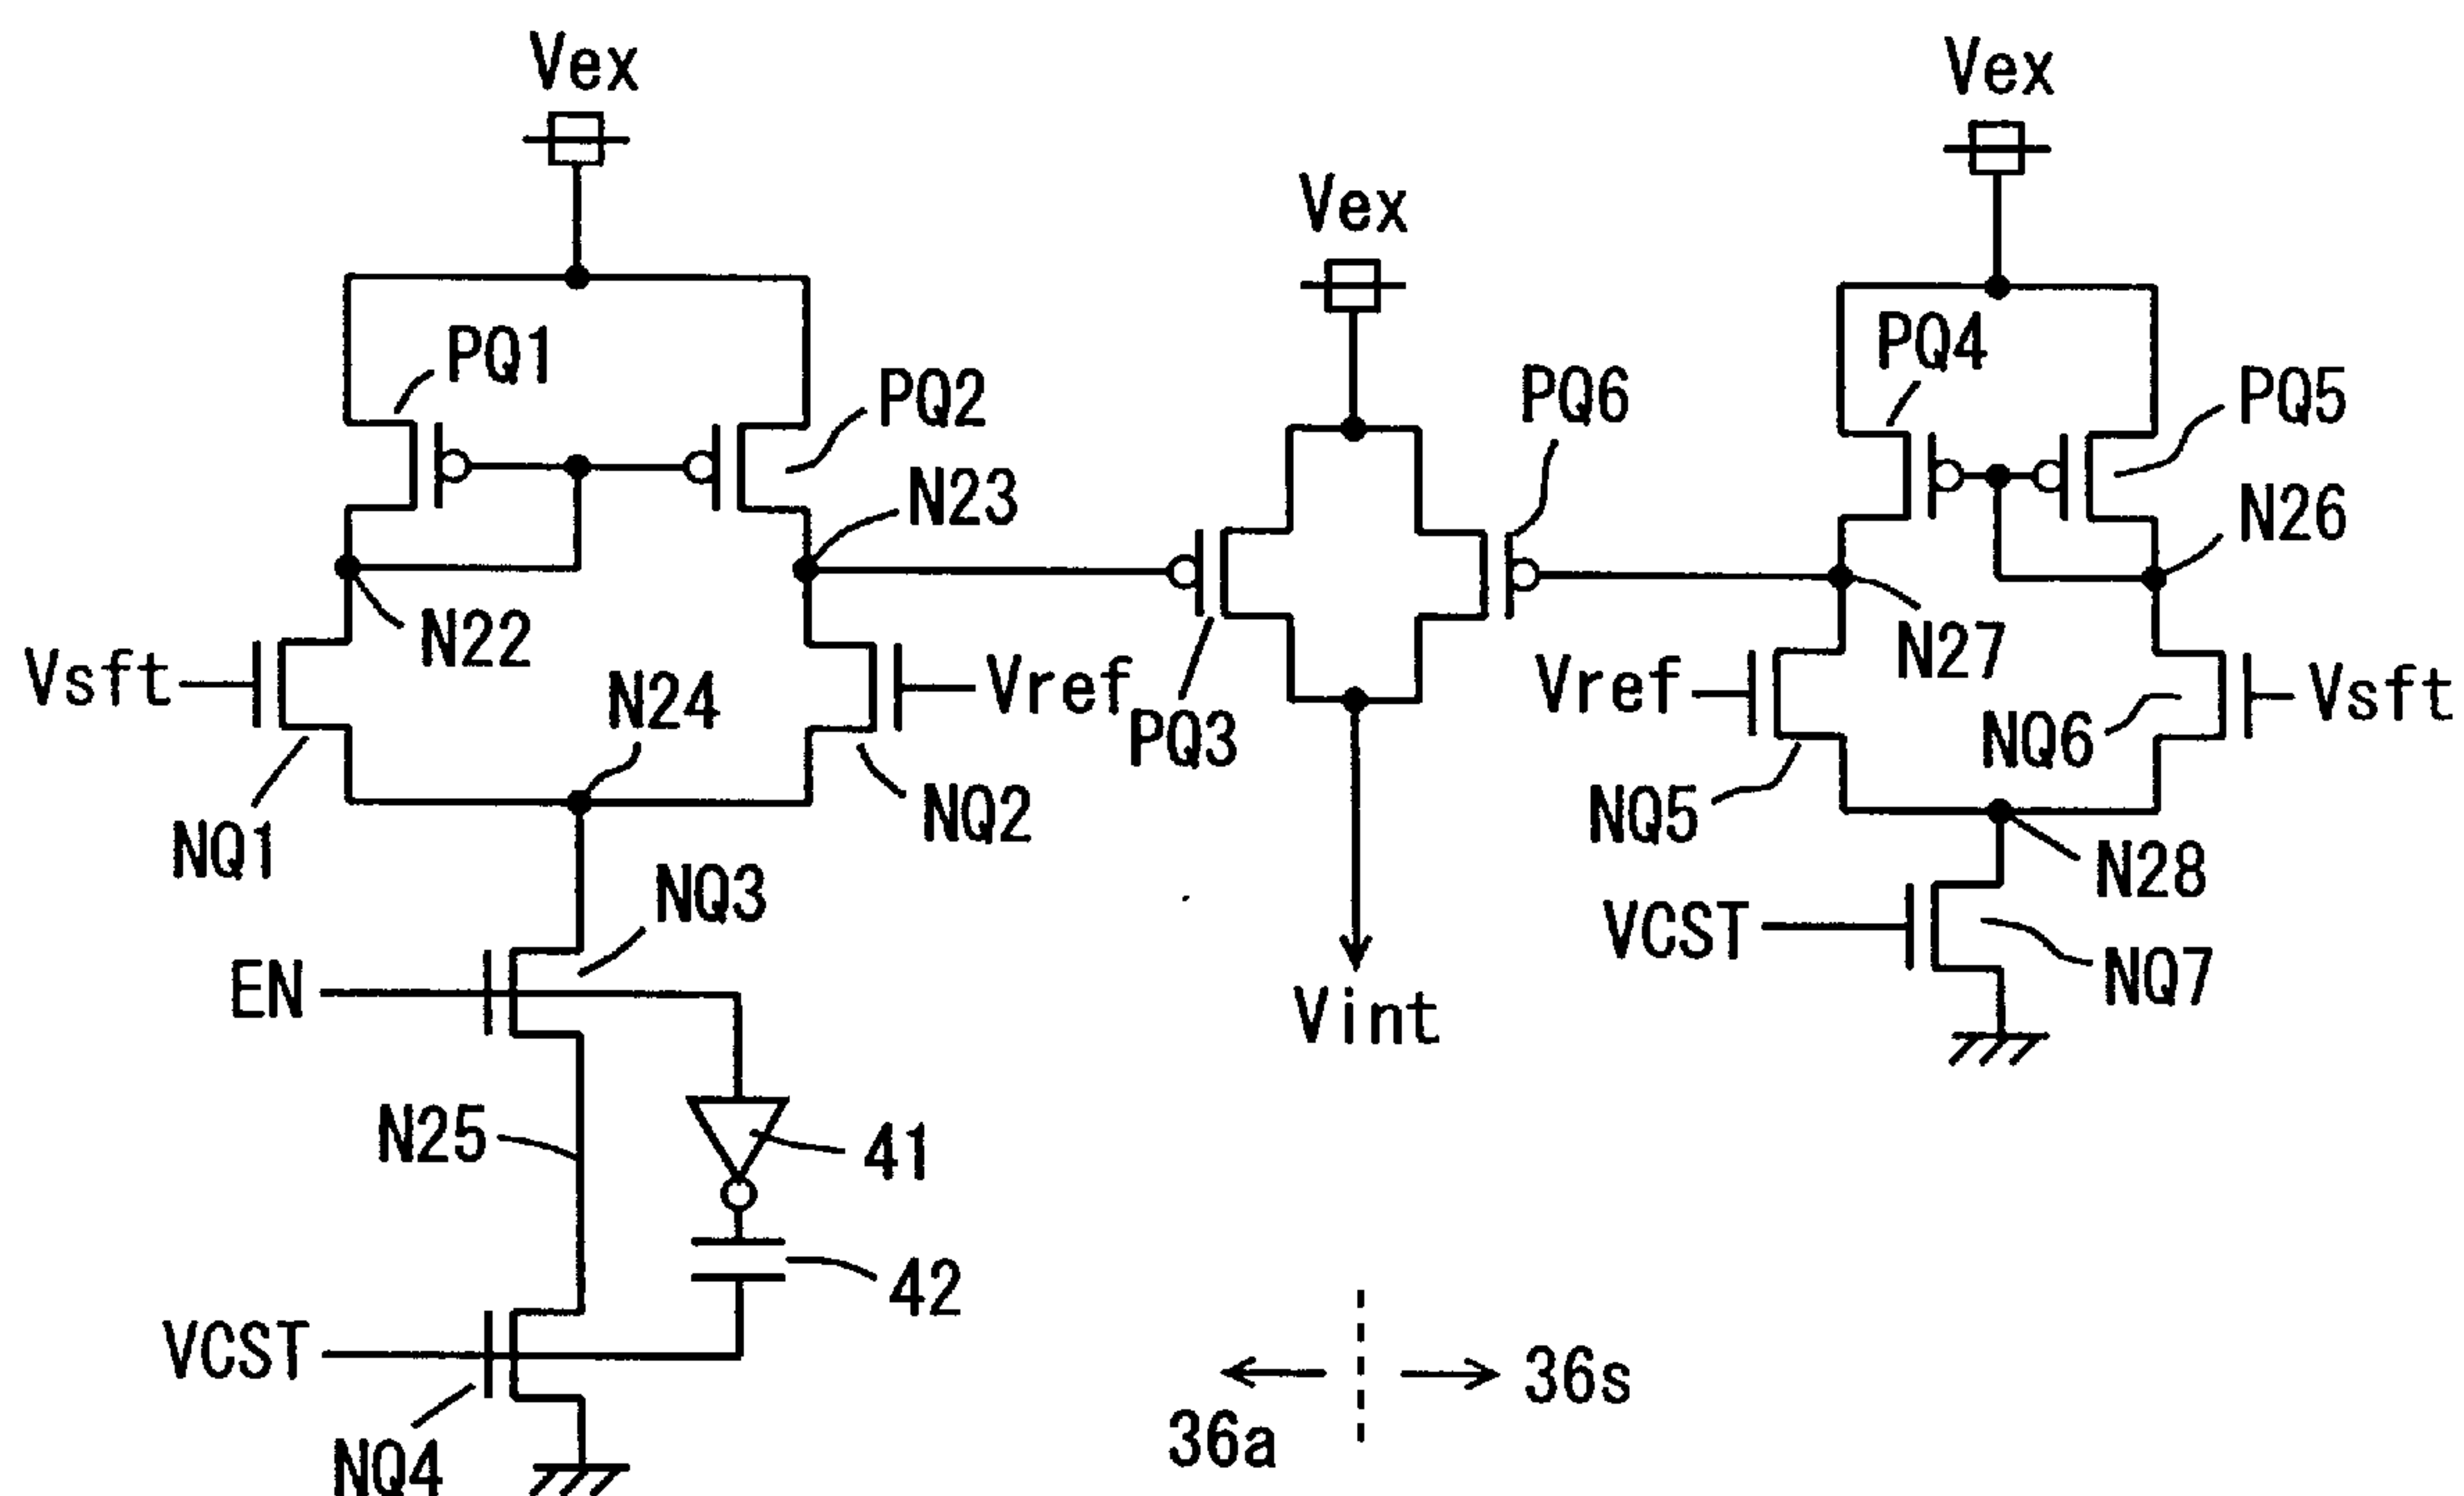 Vex
Vex
Vex
PQ1
PQ2
PQ6
PQ4
PQ5
N23
N26
N22
N27
Vsft
N24
Vref
PQ3
Vref
NQ6
Vsft
NQ1
NQ2
NQ5
N28
NQ3
VCST
NQ7
EN
Vint
N25
41
42
VCST
36s
36a
NQ4